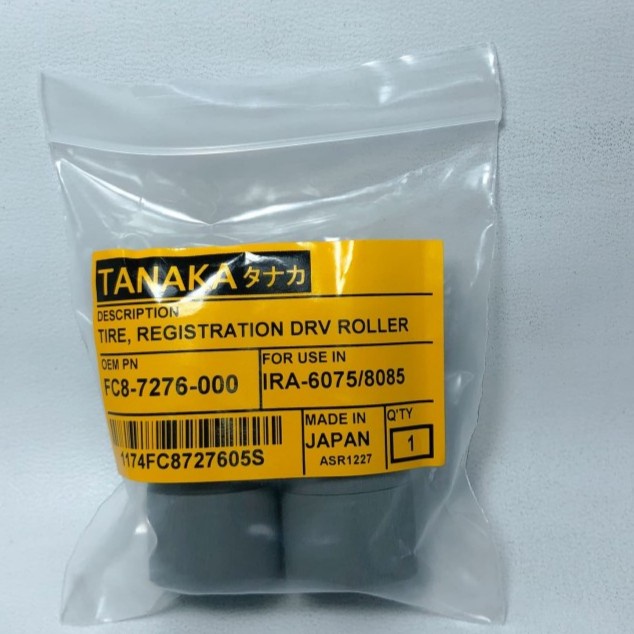 TANAKA タナカ
DESCRIPTION
TIRE, REGISTRATION DRV ROLLER
OEM PN
FC8-7276-000
FOR USE IN
IRA-6075/8085
1174FC8727605S
MADE IN
JAPAN
ASR1227
Q'TY
1